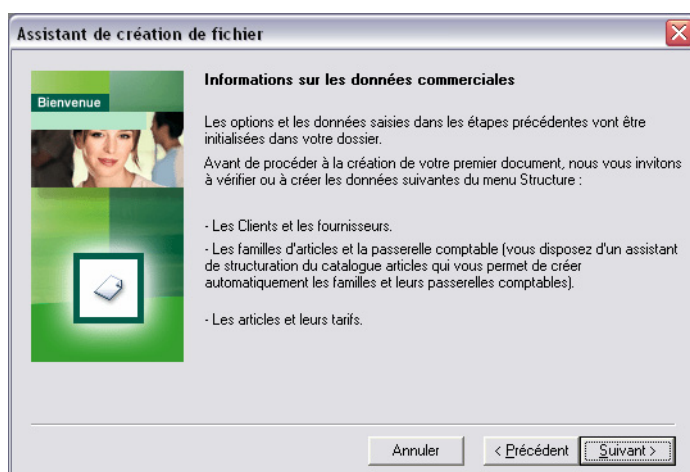 Assistant de création de fichier
Bienvenue
Informations sur les données commerciales
Les options et les données saisies dans les étapes précédentes vont être
initialisées dans votre dossier.
Avant de procéder à la création de votre premier document, nous vous invitons
à vérifier ou à créer les données suivantes du menu Structure :
- Les Clients et les fournisseurs.
- Les familles d'articles et la passerelle comptable (vous disposez d'un assistant
de structuration du catalogue articles qui vous permet de créer
automatiquement les familles et leurs passerelles comptables).
- Les articles et leurs tarifs.
Annuler < Précédent Suivant >